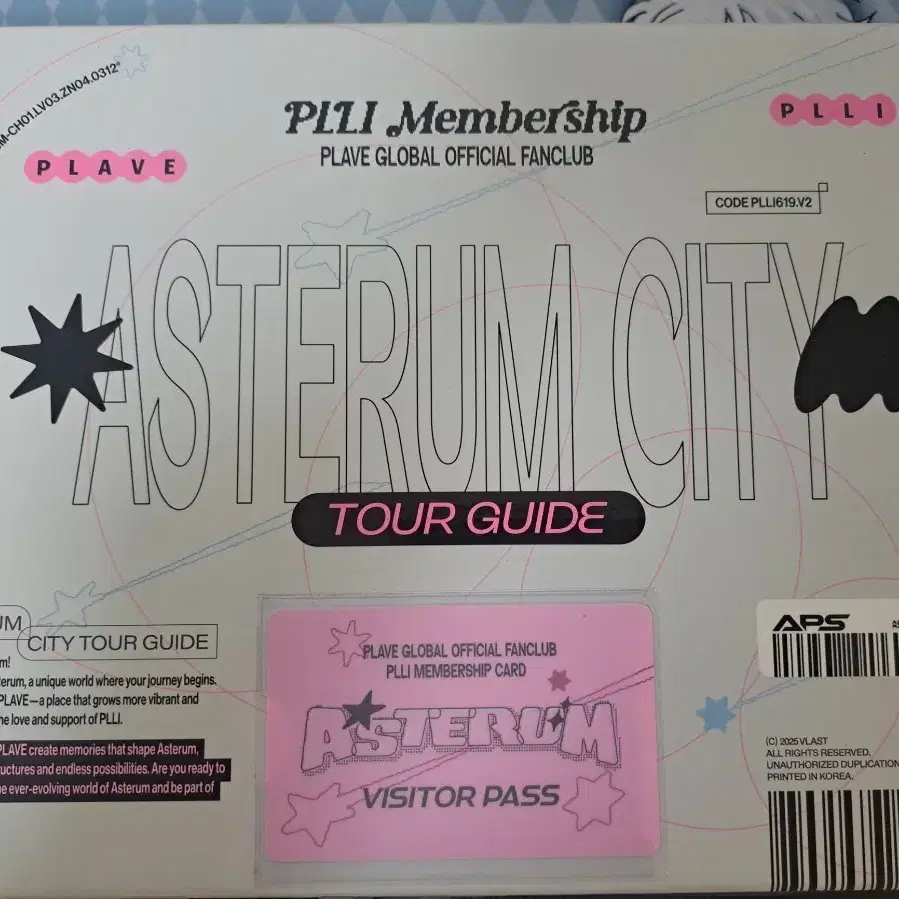 M-CH01.LV03.ZN04.0312°
PLAVE
PLLI Membership
PLAVE GLOBAL OFFICIAL FANCLUB
PLLI
CODE PLLI619.V2
ASTERUM CITY
TOUR GUIDE
UM
CITY TOUR GUIDE
m!
terum, a unique world where your journey begins.
PLAVE—a place that grows more vibrant and
he love and support of PLLI.
PLAVE create memories that shape Asterum,
uctures and endless possibilities. Are you ready to
e ever-evolving world of Asterum and be part of
PLAVE GLOBAL OFFICIAL FANCLUB
PLLI MEMBERSHIP CARD
ASTERUM
VISITOR PASS
APS
(C) 2025 VLAST
ALL RIGHTS RESERVED.
UNAUTHORIZED DUPLICATION
PRINTED IN KOREA.